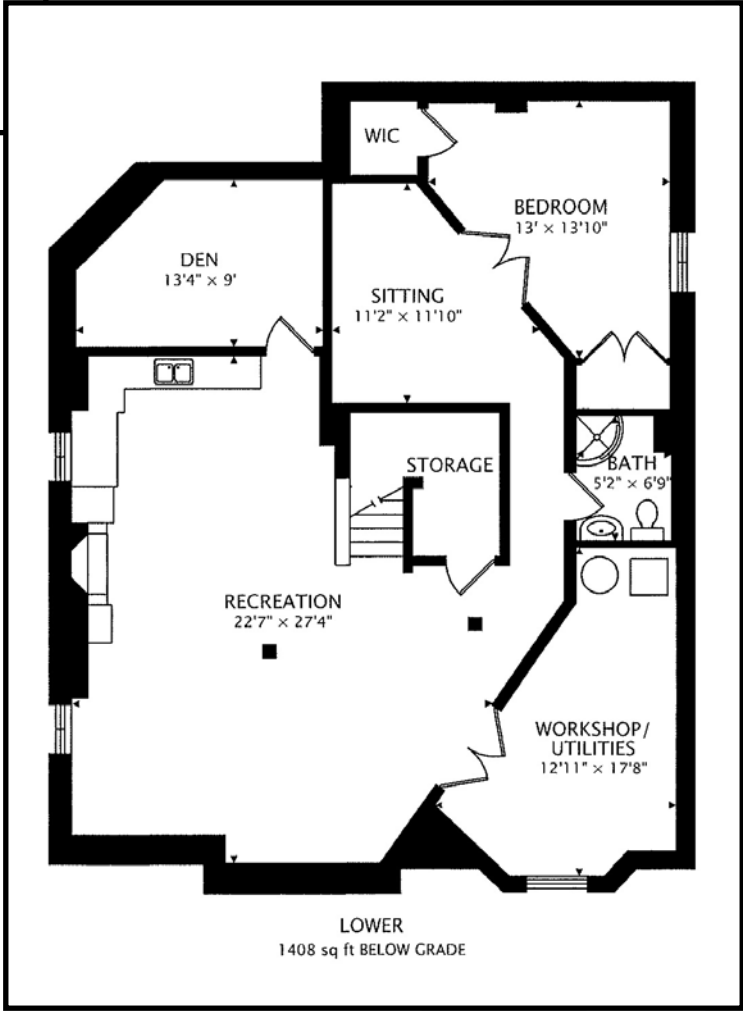 WIC
BEDROOM
13' × 13'10"
DEN
13'4" × 9'
SITTING
11'2" × 11'10"
STORAGE
BATH
5'2" × 6'9"
RECREATION
22'7" × 27'4"
WORKSHOP/
UTILITIES
12'11" × 17'8"
LOWER
1408 sq ft BELOW GRADE